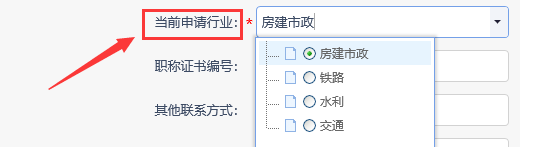 当前申请行业： * 房建市政
房建市政
职称证书编号：
铁路
其他联系方式：
水利
交通